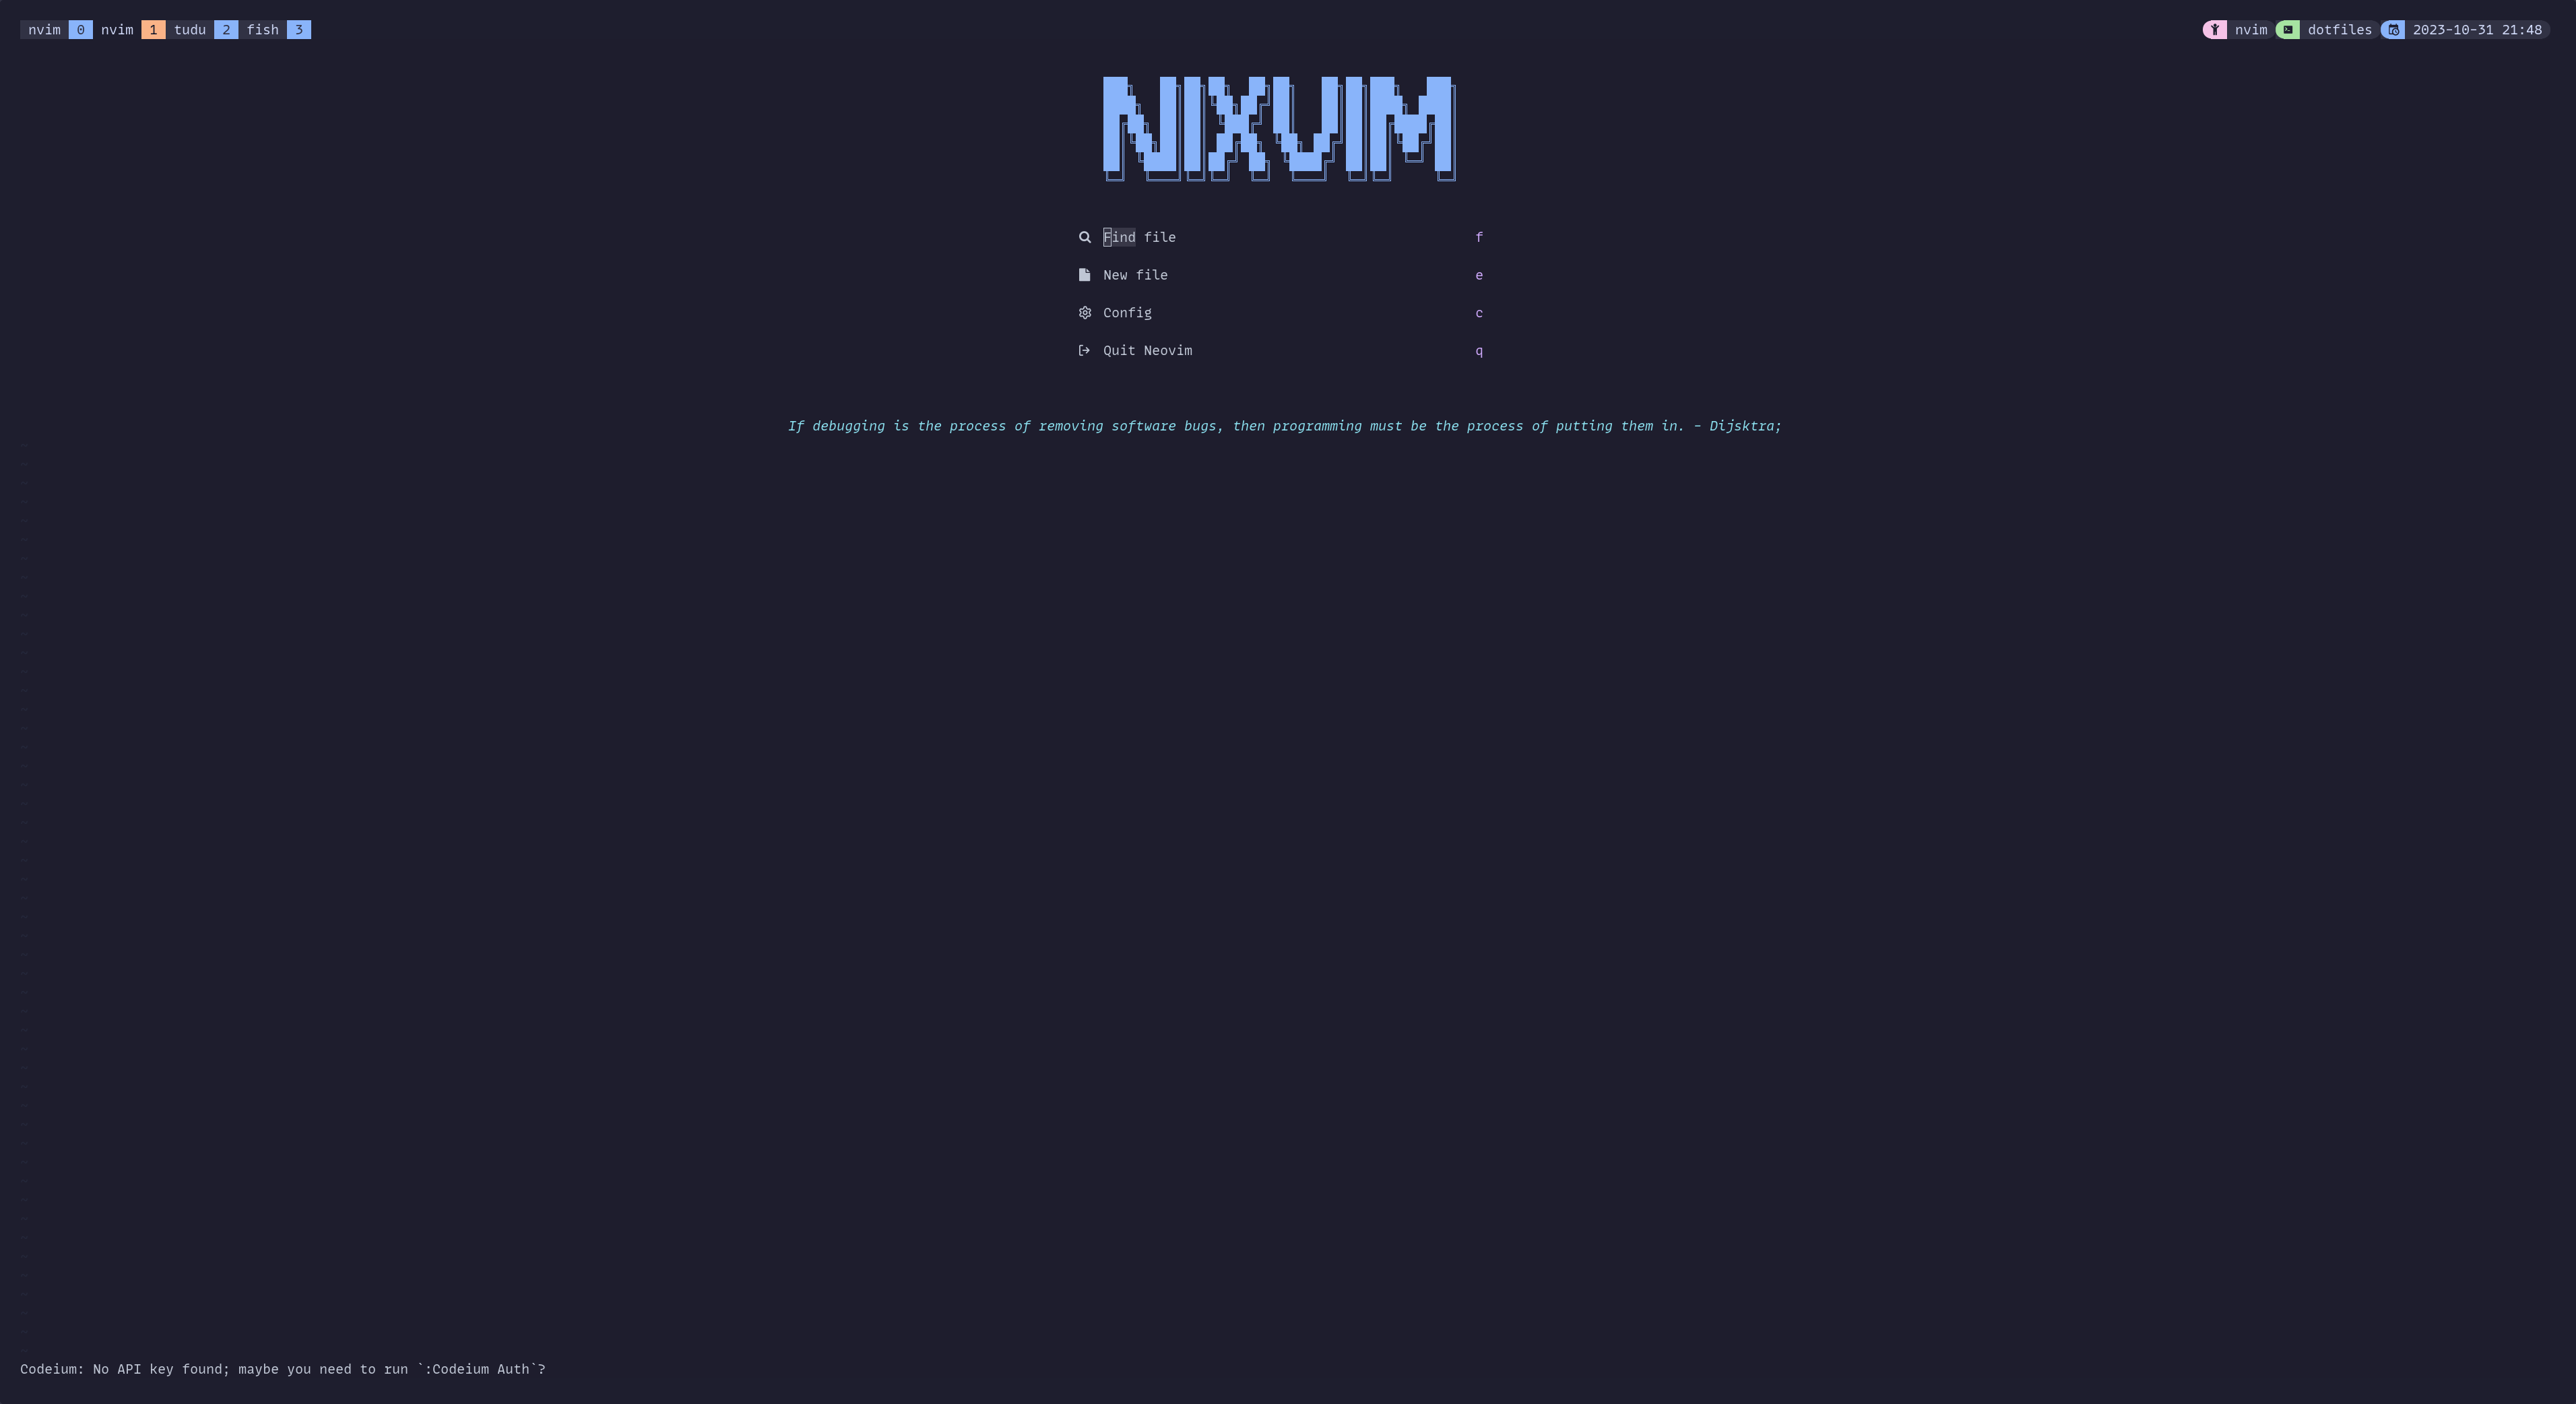 nvim 0 nvim 1 tudu 2 fish 3 nvim dotfiles 2023-10-31 21:48
NIXVIM
Find file f
New file e
Config c
Quit Neovim q
If debugging is the process of removing software bugs, then programming must be the process of putting them in. - Dijsktra;
Codeium: No API key found; maybe you need to run `:Codeium Auth`?